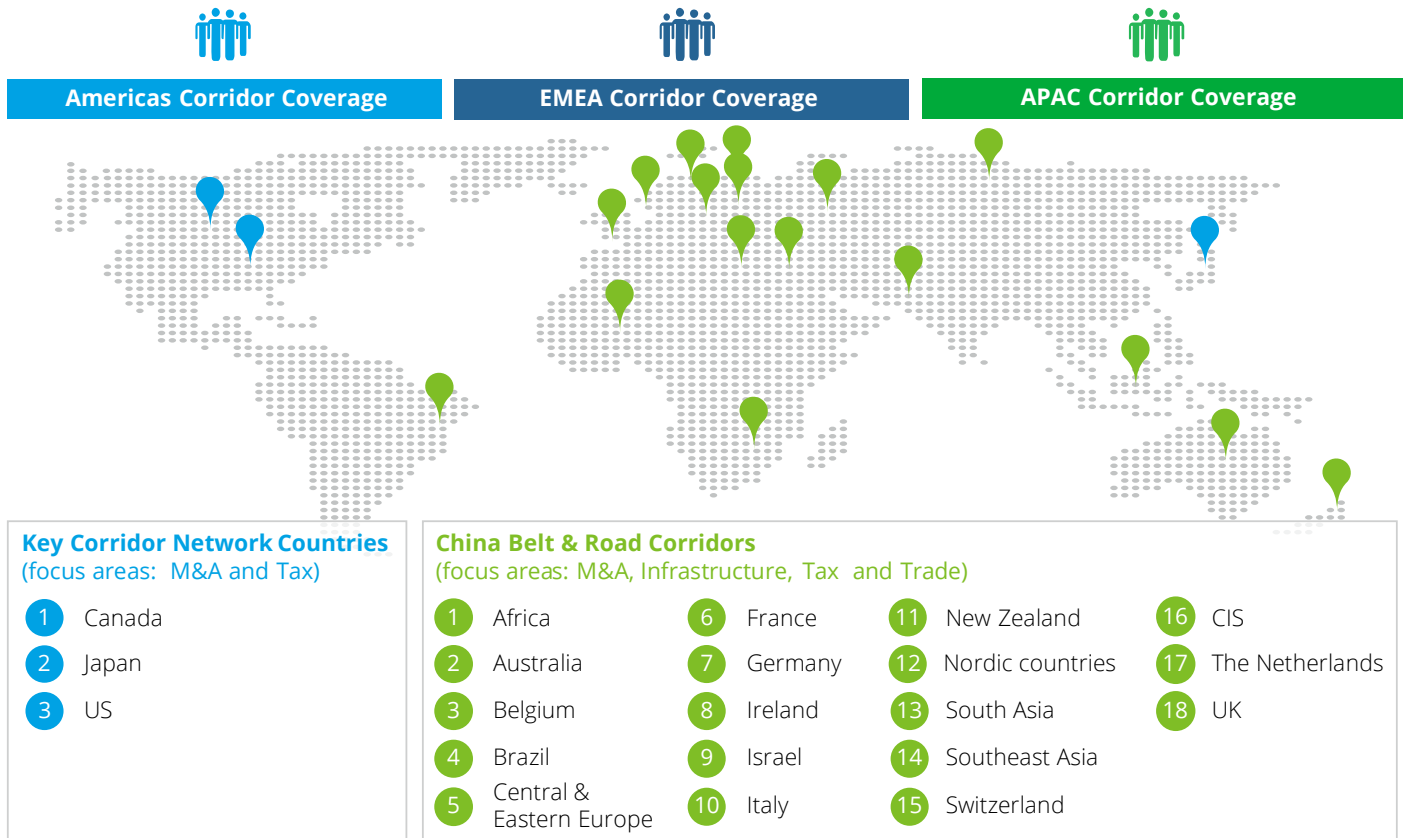 Americas Corridor Coverage
EMEA Corridor Coverage
APAC Corridor Coverage
Key Corridor Network Countries
(focus areas: M&A and Tax)
1 Canada
2 Japan
3 US
China Belt & Road Corridors
(focus areas: M&A, Infrastructure, Tax and Trade)
1 Africa
2 Australia
3 Belgium
4 Brazil
5 Central &
Eastern Europe
6 France
7 Germany
8 Ireland
9 Israel
10 Italy
11 New Zealand
12 Nordic countries
13 South Asia
14 Southeast Asia
15 Switzerland
16 CIS
17 The Netherlands
18 UK